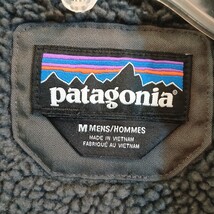 patagonia
M MENS/HOMMES
MADE IN VIETNAM
FABRIQUÉ AU VIETNAM